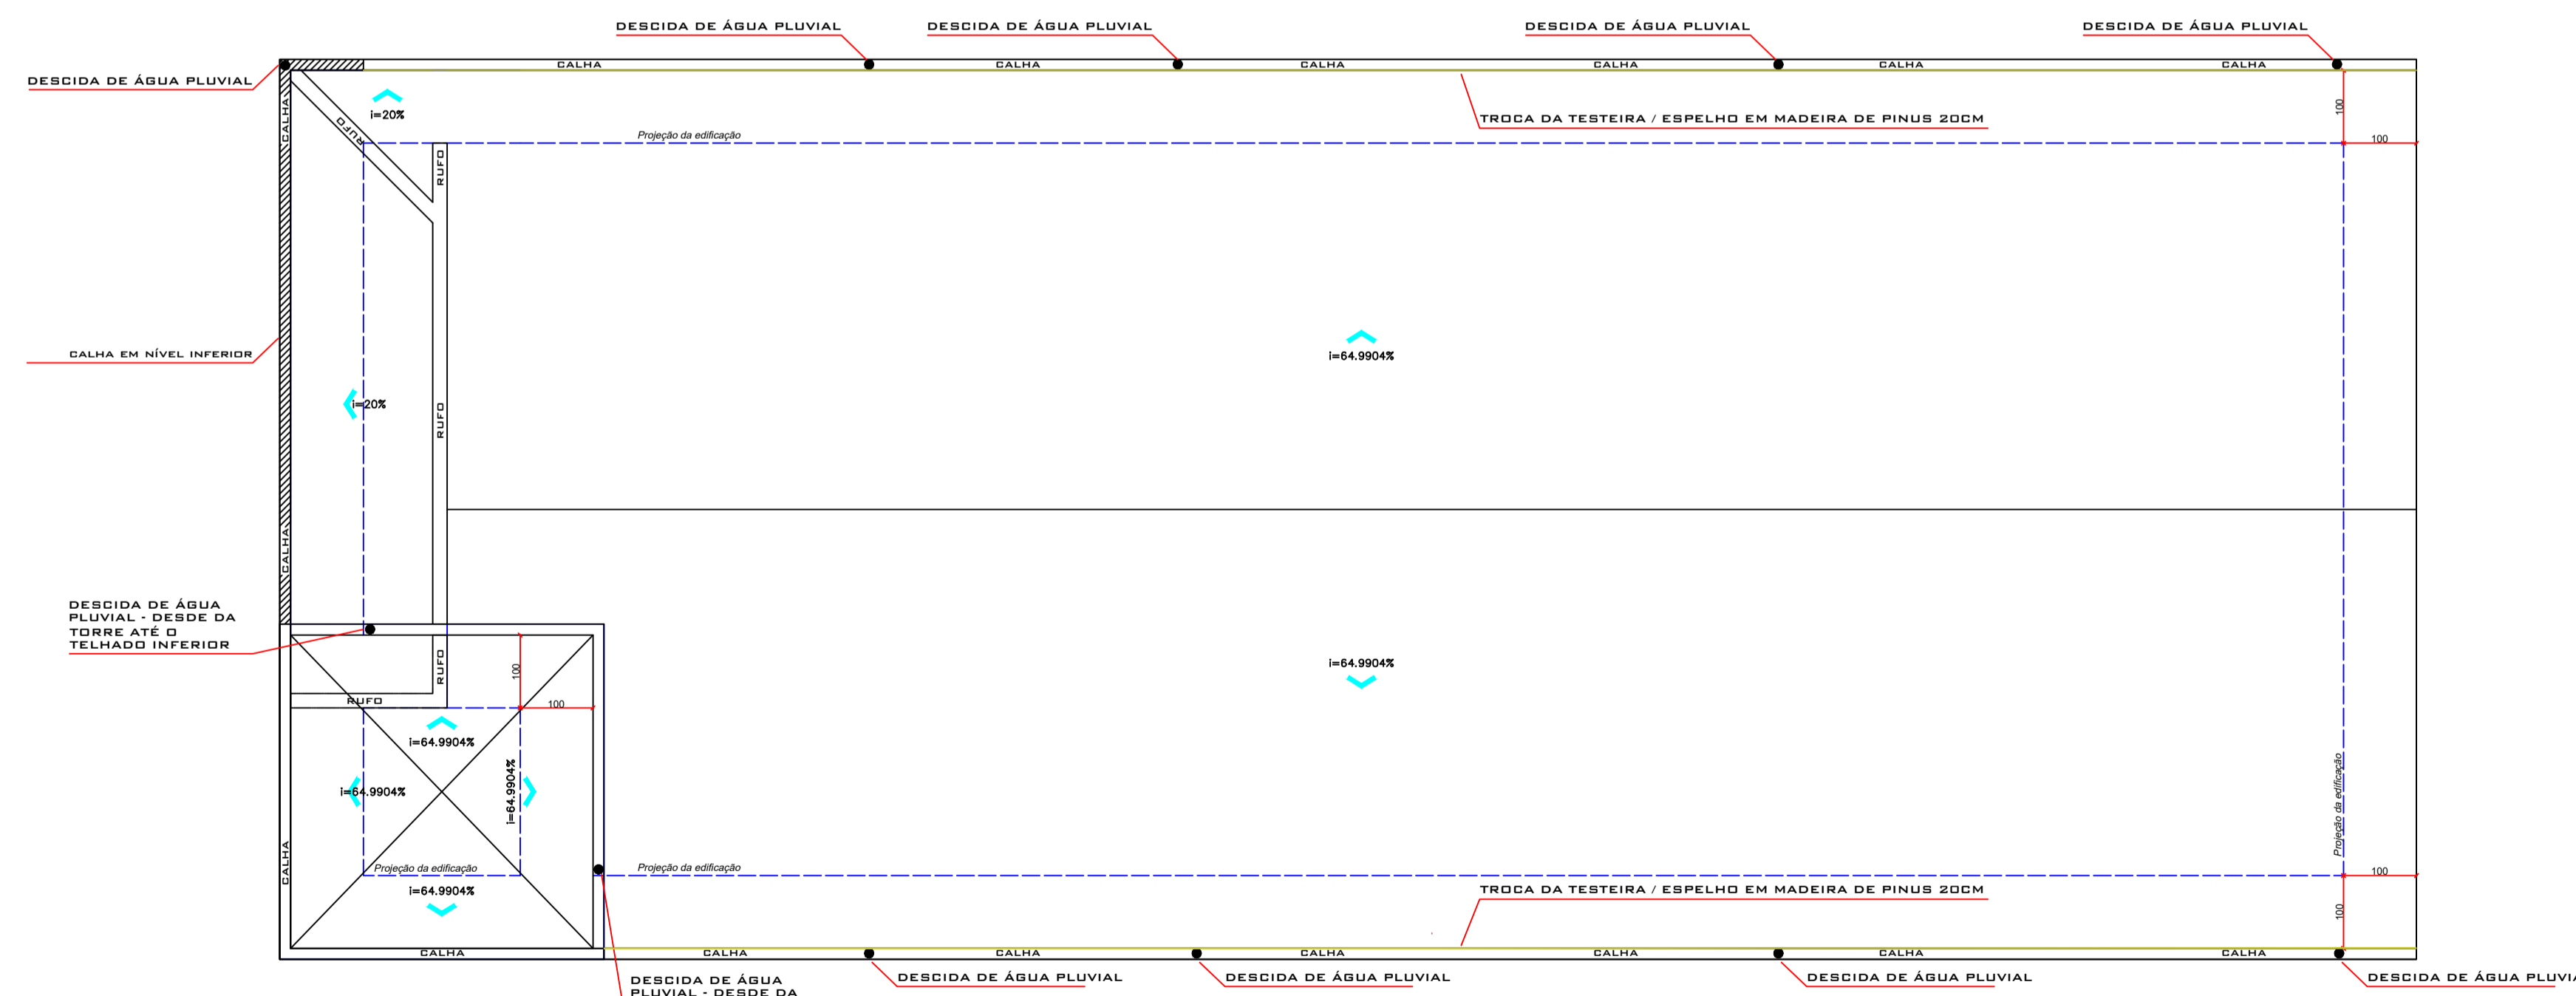 DESCIDA DE ÁGUA PLUVIAL
DESCIDA DE ÁGUA PLUVIAL
DESCIDA DE ÁGUA PLUVIAL
DESCIDA DE ÁGUA PLUVIAL
DESCIDA DE ÁGUA PLUVIAL
CALHA
CALHA
CALHA
CALHA
CALHA
CALHA
CALHA
i=20%
RUFO
RUFO
Projeção da edificação
TROCA DA TESTEIRA / ESPELHO EM MADEIRA DE PINUS 20CM
100
100
CALHA EM NÍVEL INFERIOR
i=64.9904%
i=20%
RUFO
CALHA
DESCIDA DE ÁGUA
PLUVIAL - DESDE DA
TORRE ATÉ O
TELHADO INFERIOR
RUFO
100
i=64.9904%
RUFO
100
i=64.9904%
i=64.9904%
i=64.9904%
Projeção da edificação
CALHA
Projeção da edificação
Projeção da edificação
i=64.9904%
TROCA DA TESTEIRA / ESPELHO EM MADEIRA DE PINUS 20CM
100
100
CALHA
CALHA
CALHA
CALHA
CALHA
CALHA
CALHA
DESCIDA DE ÁGUA
PLUVIAL - DESDE DA
DESCIDA DE ÁGUA PLUVIAL
DESCIDA DE ÁGUA PLUVIAL
DESCIDA DE ÁGUA PLUVIAL
DESCIDA DE ÁGUA PLUVIA